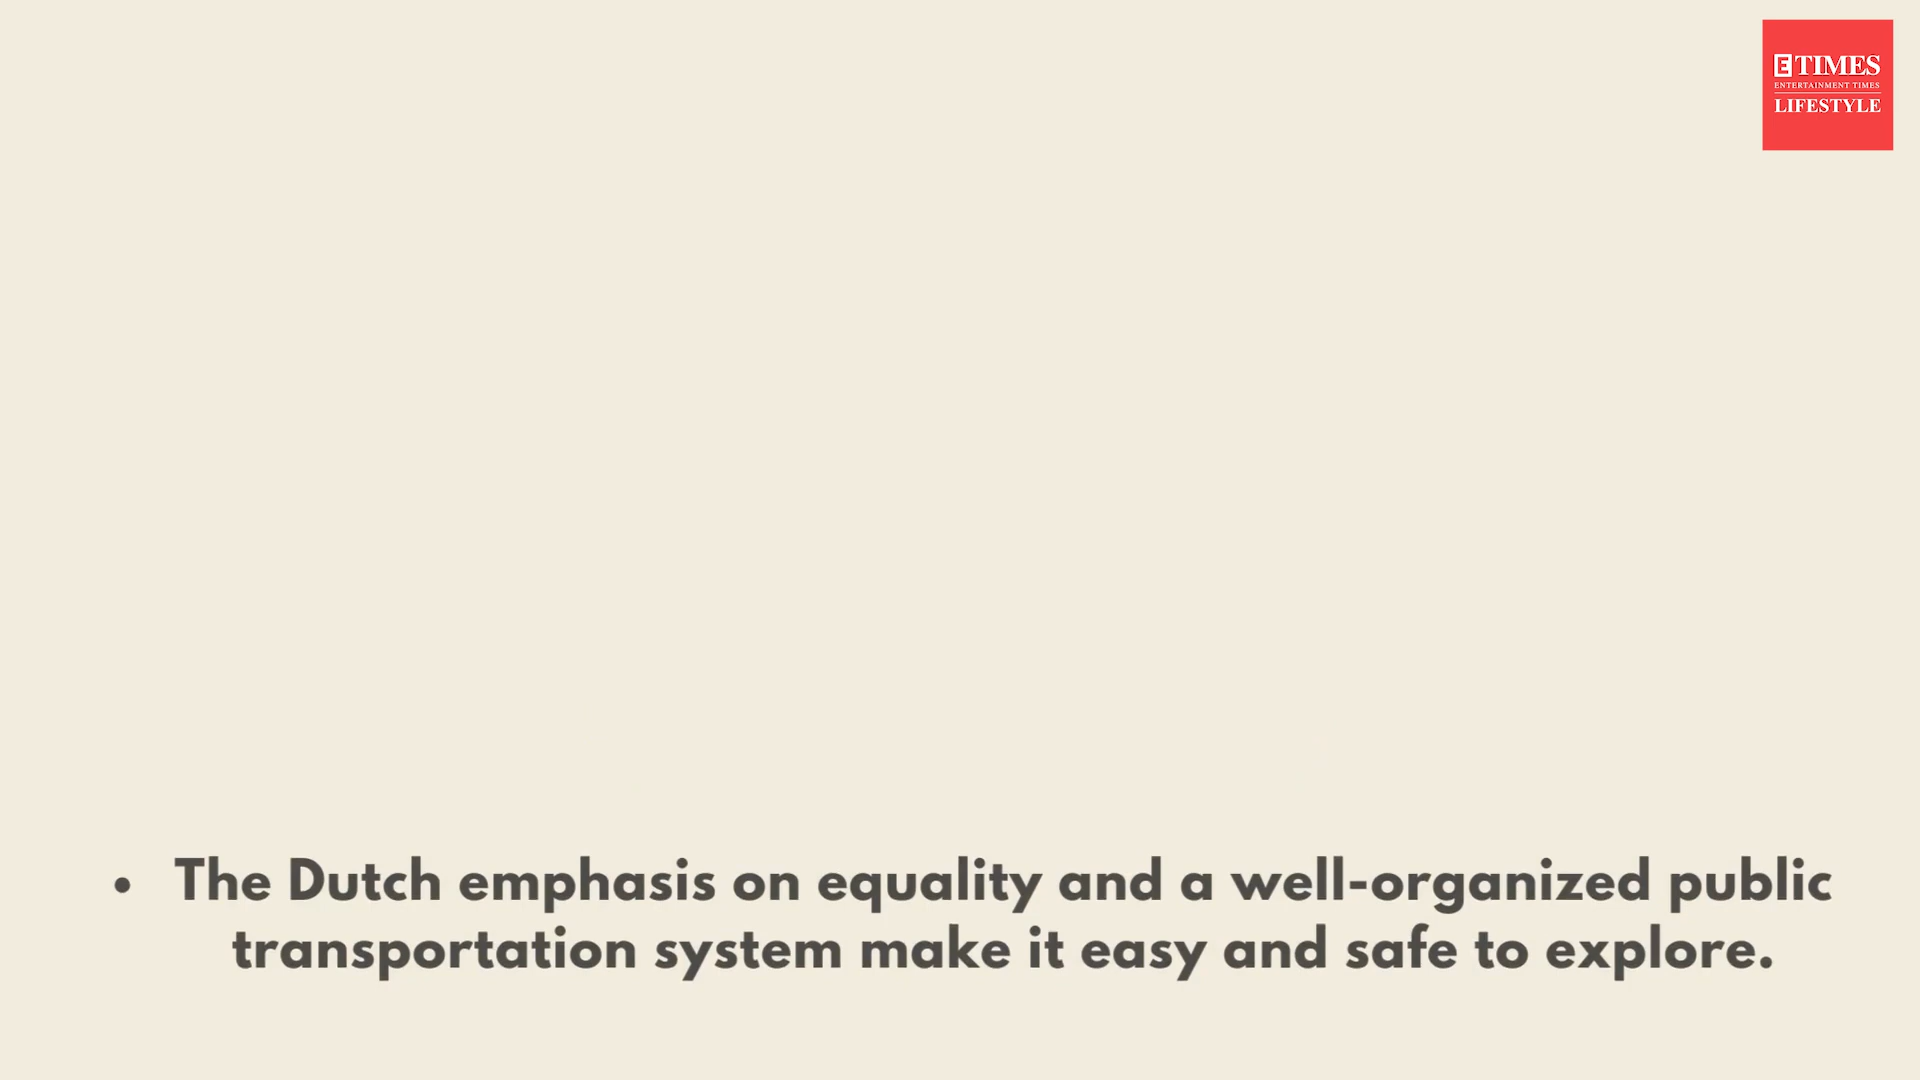 ETIMES
ENTERTAINMENT TIMES
LIFESTYLE
• The Dutch emphasis on equality and a well-organized public
transportation system make it easy and safe to explore.